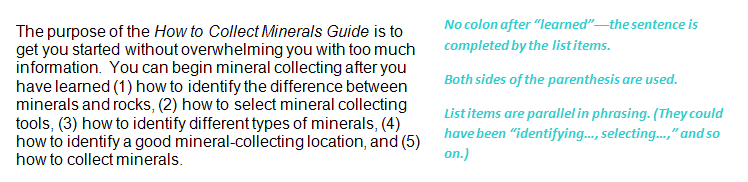 The purpose of the How to Collect Minerals Guide is to
get you started without overwhelming you with too much
information.  You can begin mineral collecting after you
have learned (1) how to identify the difference between
minerals and rocks, (2) how to select mineral collecting
tools, (3) how to identify different types of minerals, (4)
how to identify a good mineral-collecting location, and (5)
how to collect minerals.
No colon after “learned”—the sentence is
completed by the list items.
Both sides of the parenthesis are used.
List items are parallel in phrasing. (They could
have been “identifying…, selecting…,” and so
on.)